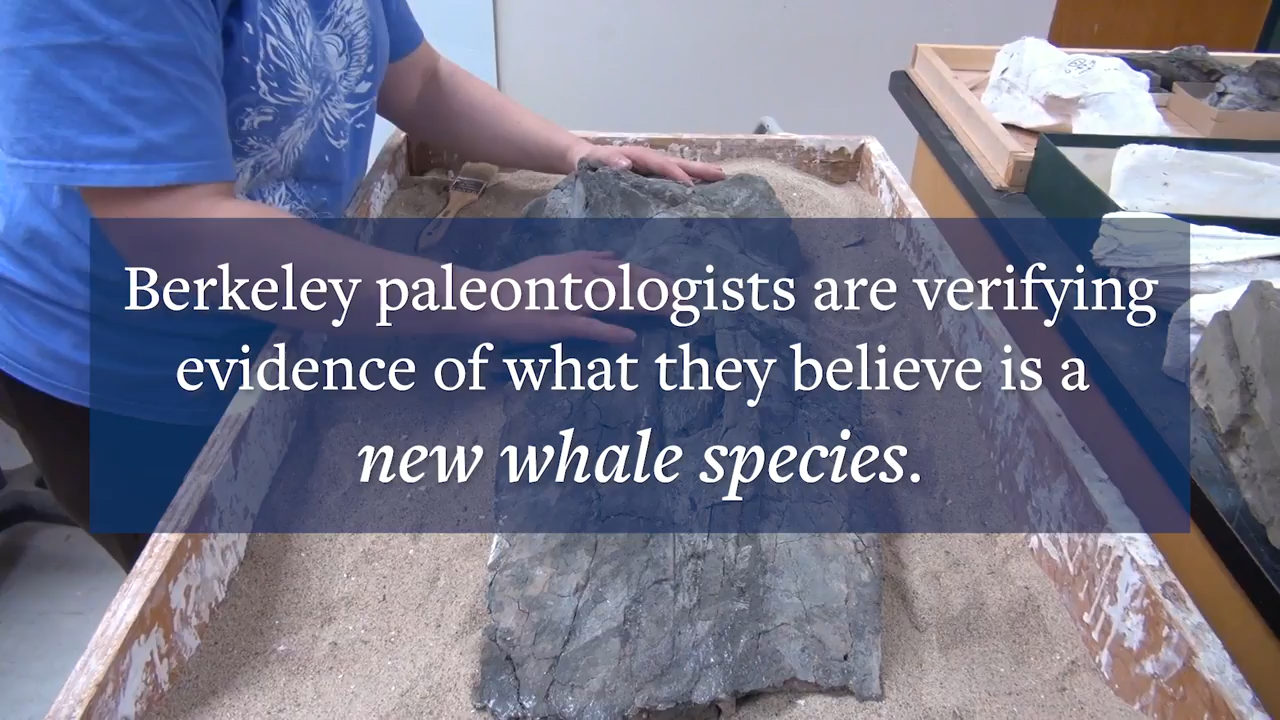 Berkeley paleontologists are verifying
evidence of what they believe is a
new whale species.